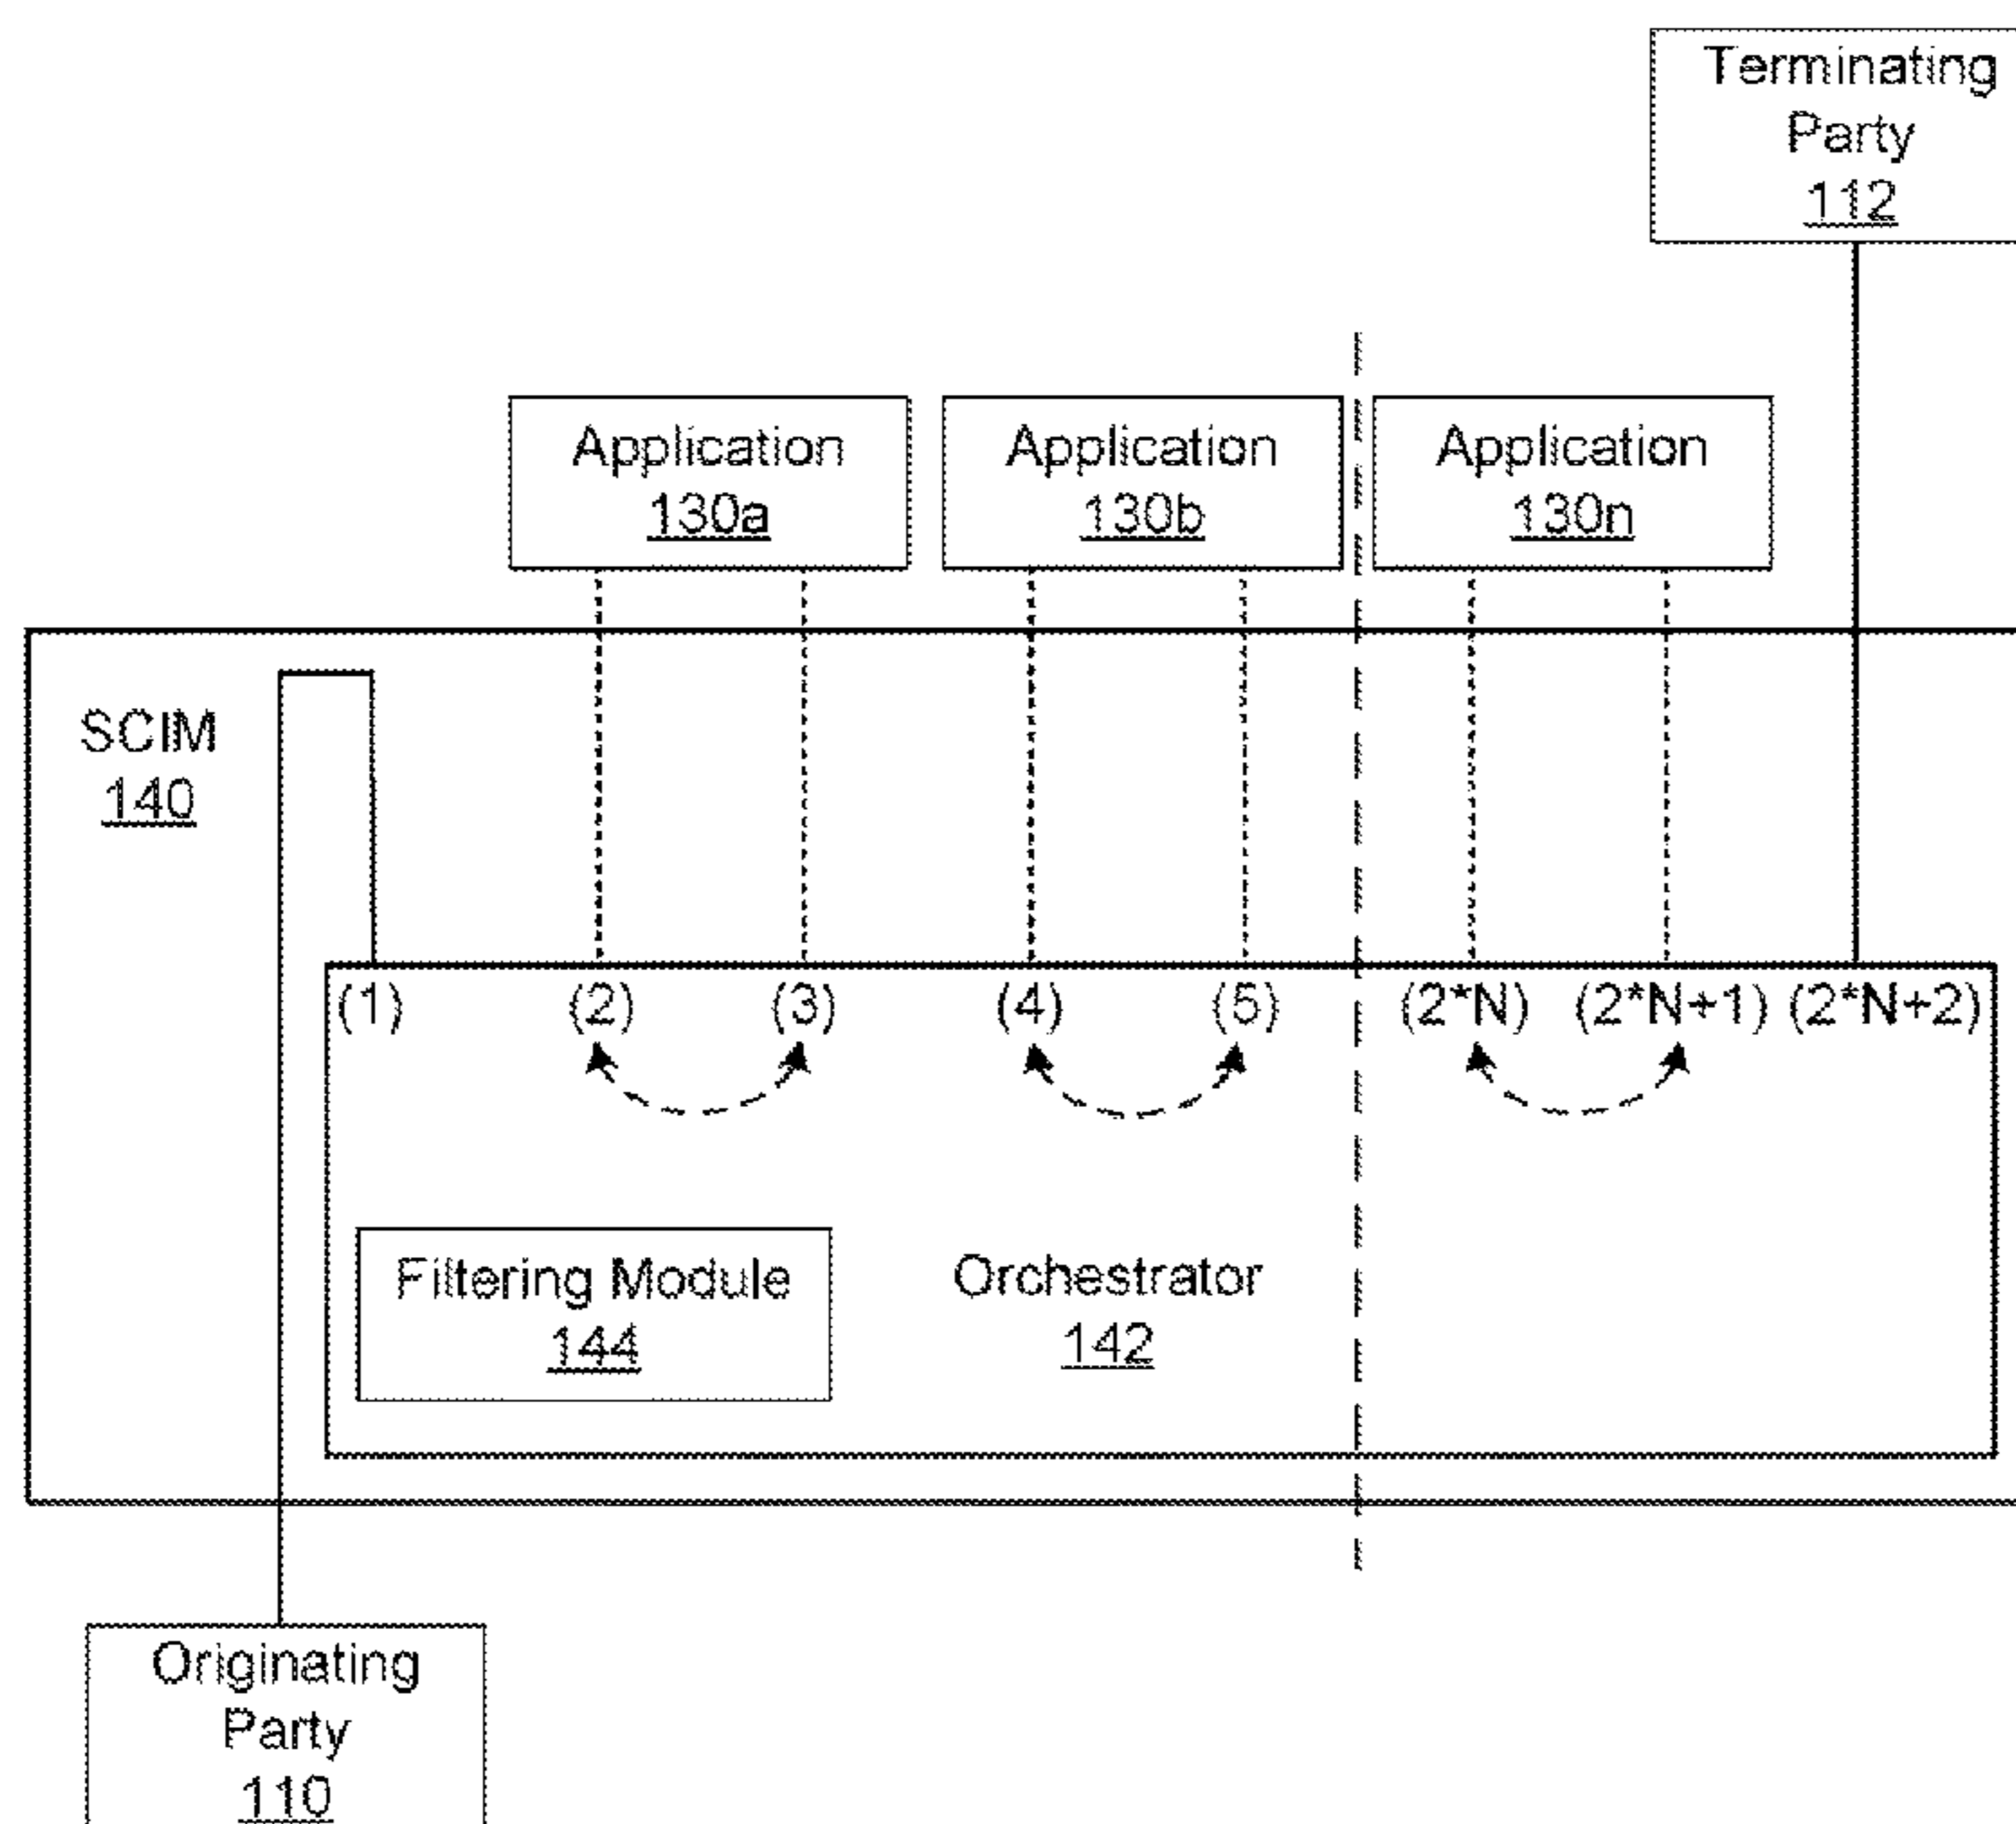 Terminating
Party
112
Application
130a
Application
130b
Application
130n
SCIM
140
(1) (2) (3) (4) (5) (2*N) (2*N+1) (2*N+2)
Filtering Module
144
Orchestrator
142
Originating
Party
110